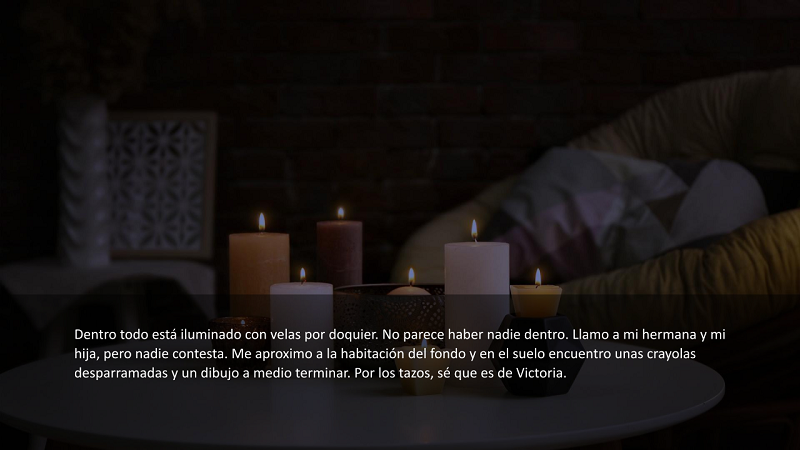 Dentro todo está iluminado con velas por doquier. No parece haber nadie dentro. Llamo a mi hermana y mi
hija, pero nadie contesta. Me aproximo a la habitación del fondo y en el suelo encuentro unas crayolas
desparramadas y un dibujo a medio terminar. Por los tazos, sé que es de Victoria.